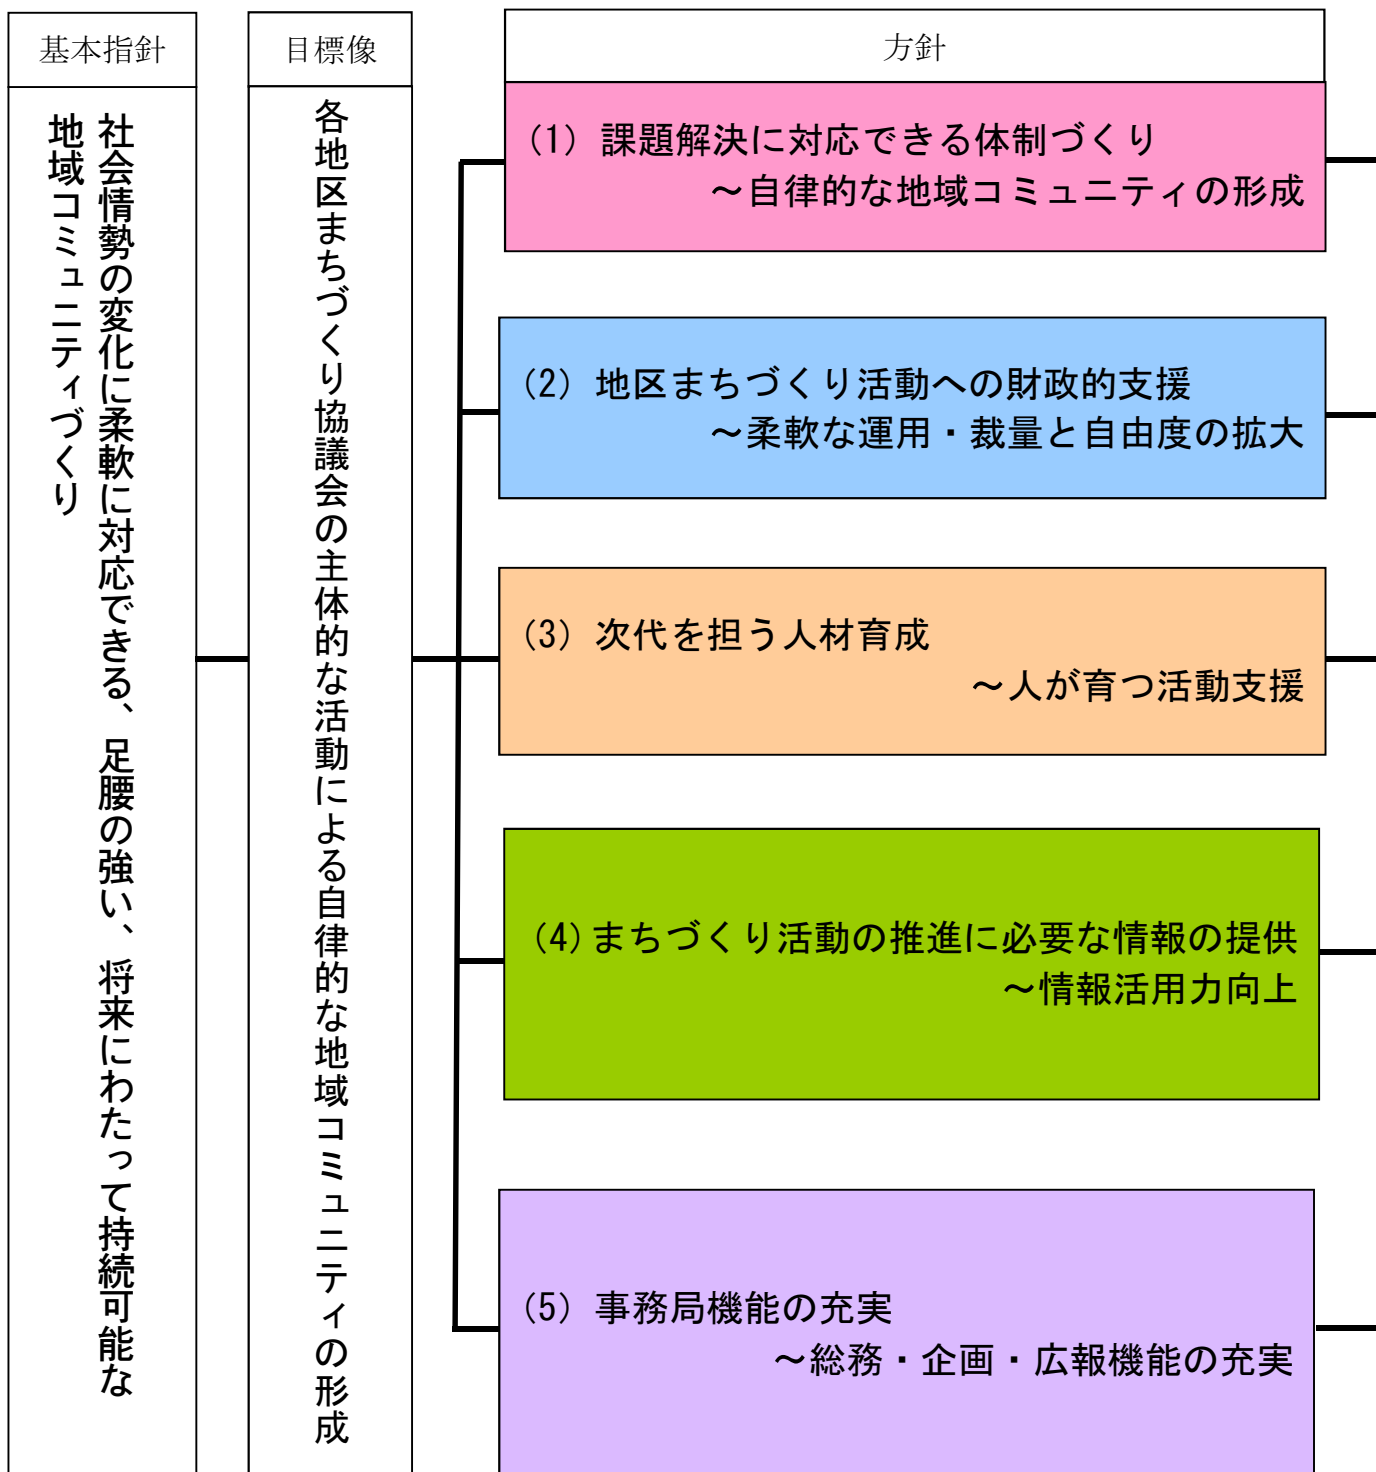 基本指針
社会情勢の変化に柔軟に対応できる、足腰の強い、将来にわたって持続可能な
地域コミュニティづくり
目標像
各地区まちづくり協議会の主体的な活動による自律的な地域コミュニティの形成
方針
(1) 課題解決に対応できる体制づくり
～自律的な地域コミュニティの形成
(2) 地区まちづくり活動への財政的支援
～柔軟な運用・裁量と自由度の拡大
(3) 次代を担う人材育成
～人が育つ活動支援
(4) まちづくり活動の推進に必要な情報の提供
～情報活用力向上
(5) 事務局機能の充実
～総務・企画・広報機能の充実